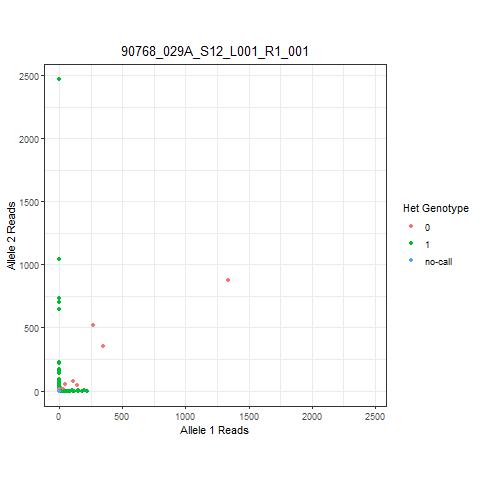 90768_029A_S12_L001_R1_001
2500
2000
1500
1000
500
0
Allele 2 Reads
0 500 1000 1500 2000 2500
Allele 1 Reads
Het Genotype
0
1
no-call